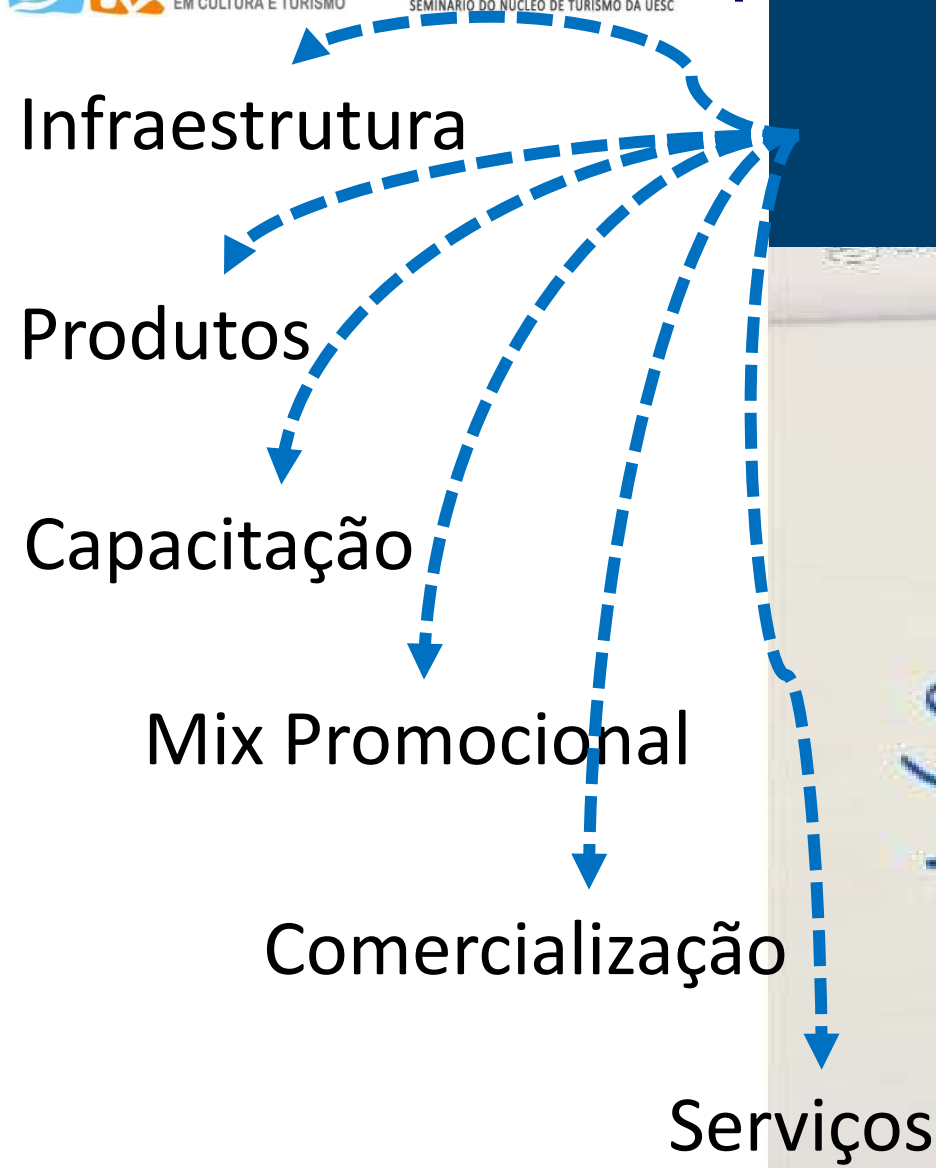 EM CULTURA E TURISMO
SEMINÁRIO DO NÚCLEO DE TURISMO DA UESC
Infraestrutura
Produtos
Capacitação
Mix Promocional
Comercialização
Serviços